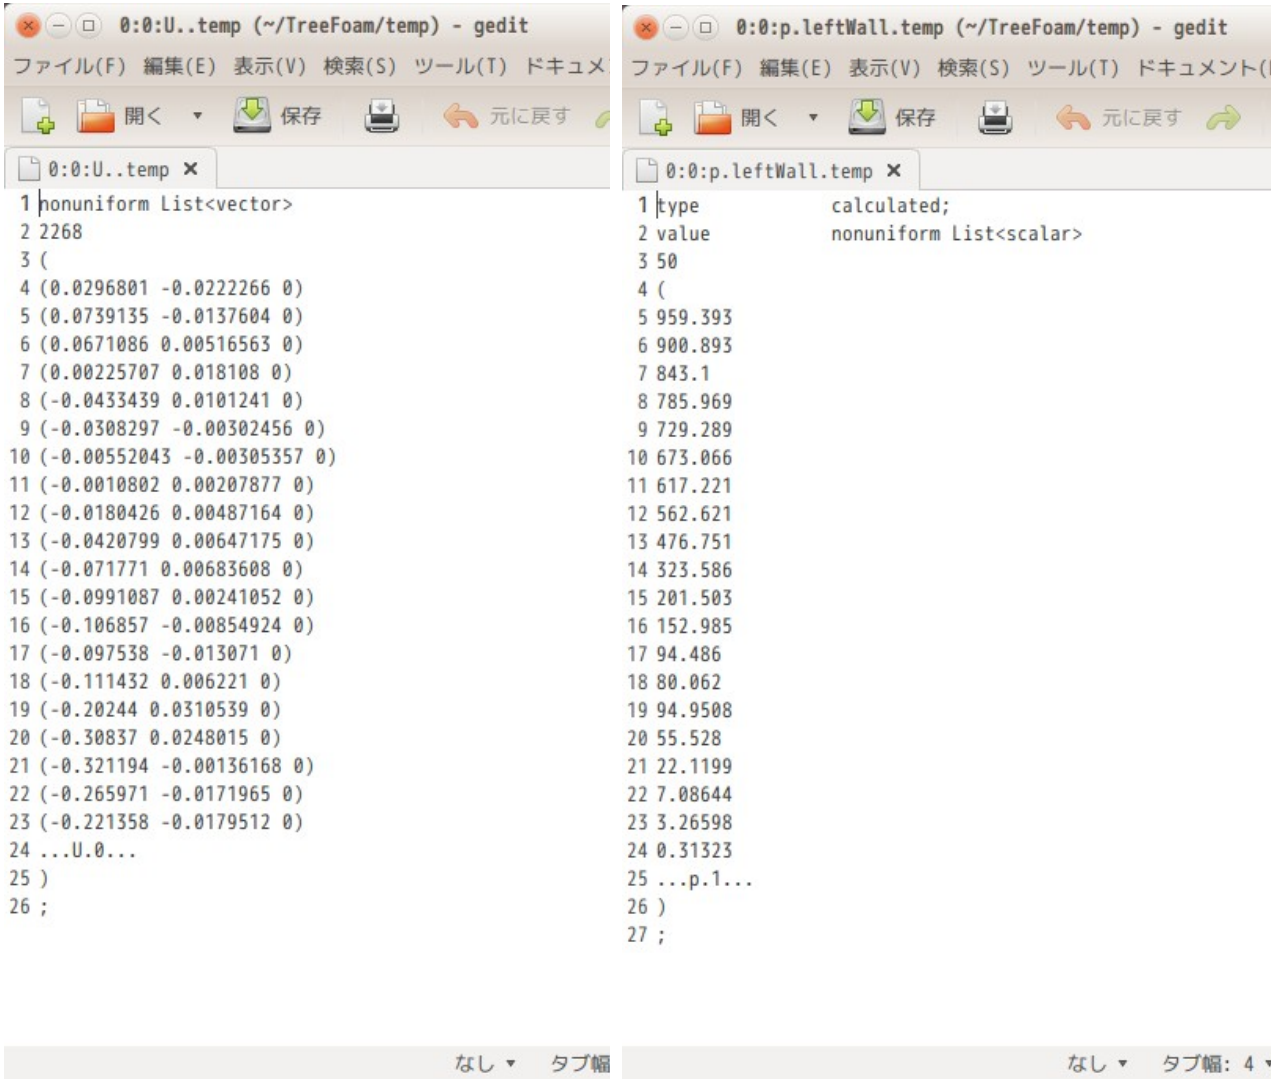 0:0:U..temp (~/TreeFoam/temp) - gedit
ファイル(F) 編集(E) 表示(V) 検索(S) ツール(T) ドキュメ
開く 保存 元に戻す
0:0:U..temp ×
1 nonuniform List<vector>
2 2268
3 (
4 (0.0296801 -0.0222266 0)
5 (0.0739135 -0.0137604 0)
6 (0.0671086 0.00516563 0)
7 (0.00225707 0.018108 0)
8 (-0.0433439 0.0101241 0)
9 (-0.0308297 -0.00302456 0)
10 (-0.00552043 -0.00305357 0)
11 (-0.0010802 0.00207877 0)
12 (-0.0180426 0.00487164 0)
13 (-0.0420799 0.00647175 0)
14 (-0.071771 0.00683608 0)
15 (-0.0991087 0.00241052 0)
16 (-0.106857 -0.00854924 0)
17 (-0.097538 -0.013071 0)
18 (-0.111432 0.006221 0)
19 (-0.20244 0.0310539 0)
20 (-0.30837 0.0248015 0)
21 (-0.321194 -0.00136168 0)
22 (-0.265971 -0.0171965 0)
23 (-0.221358 -0.0179512 0)
24 ...U.0...
25 )
26 ;
なし タブ幅
0:0:p.leftWall.temp (~/TreeFoam/temp) - gedit
ファイル(F) 編集(E) 表示(V) 検索(S) ツール(T) ドキュメント(
開く 保存 元に戻す
0:0:p.leftWall.temp ×
1 type calculated;
2 value nonuniform List<scalar>
3 50
4 (
5 959.393
6 900.893
7 843.1
8 785.969
9 729.289
10 673.066
11 617.221
12 562.621
13 476.751
14 323.586
15 201.503
16 152.985
17 94.486
18 80.062
19 94.9508
20 55.528
21 22.1199
22 7.08644
23 3.26598
24 0.31323
25 ...p.1...
26 )
27 ;
なし タブ幅: 4